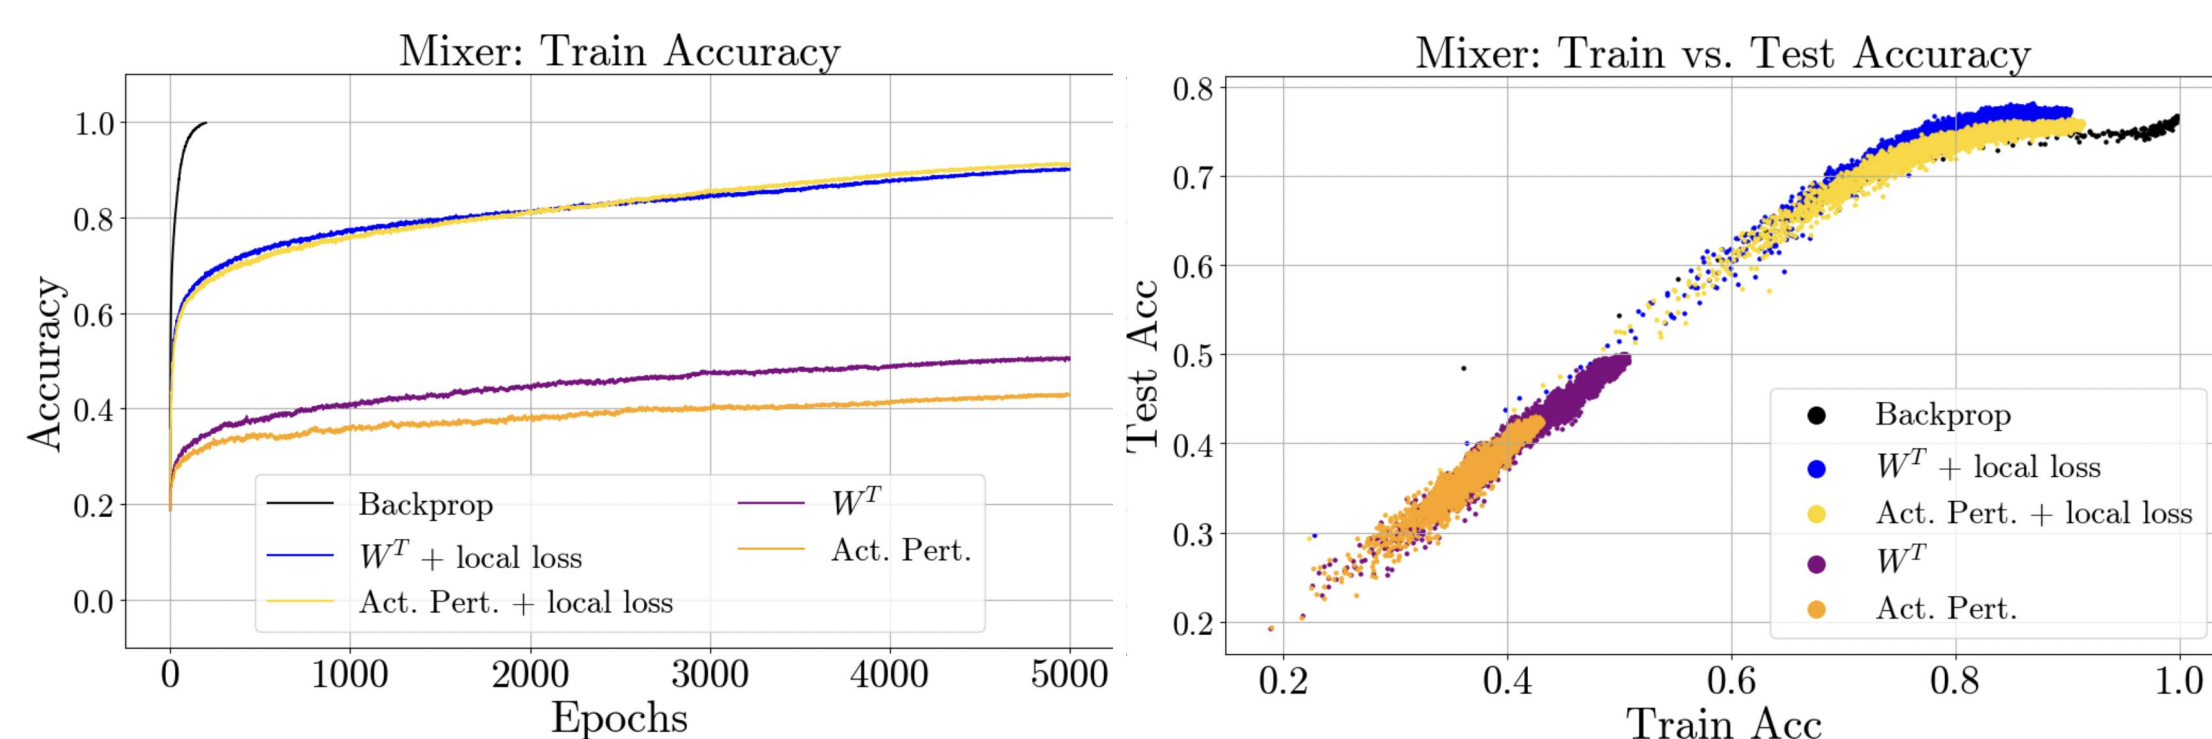 Mixer: Train Accuracy
Accuracy
1.0
0.8
0.6
0.4
0.2
0.0
Backprop
W^T + local loss
Act. Pert. + local loss
W^T
Act. Pert.
0 1000 2000 3000 4000 5000
Epochs
Mixer: Train vs. Test Accuracy
Test Acc
0.8
0.7
0.6
0.5
0.4
0.3
0.2
Backprop
W^T + local loss
Act. Pert. + local loss
W^T
Act. Pert.
0.2 0.4 0.6 0.8 1.0
Train Acc